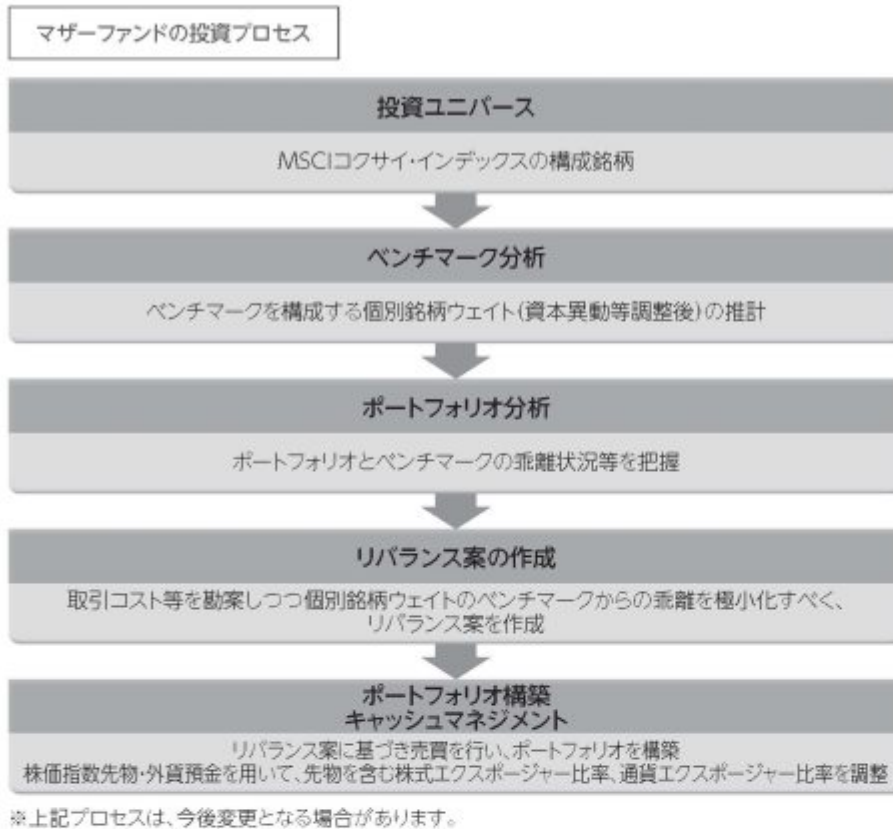 マザーファンドの投資プロセス
投資ユニバース
MSCIコクサイ・インデックスの構成銘柄
ベンチマーク分析
ベンチマークを構成する個別銘柄ウェイト(資本異動等調整後)の推計
ポートフォリオ分析
ポートフォリオとベンチマークの乖離状況等を把握
リバランス案の作成
取引コスト等を勘案しつつ個別銘柄ウェイトのベンチマークからの乖離を極小化すべく、
リバランス案を作成
ポートフォリオ構築
キャッシュマネジメント
リバランス案に基づき売買を行い、ポートフォリオを構築
株価指数先物・外貨預金を用いて、先物を含む株式エクスポージャー比率、通貨エクスポージャー比率を調整
※上記プロセスは、今後変更となる場合があります。